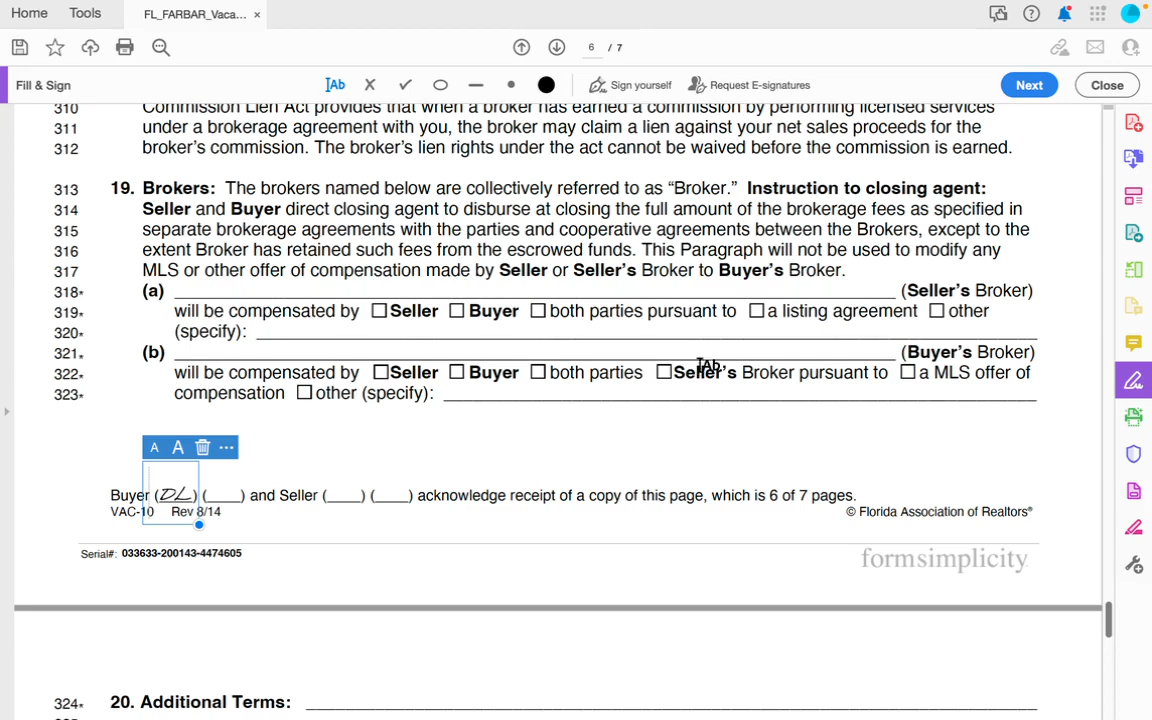 Home Tools FL_FARBAR_Vaca... ×
6 / 7
Fill & Sign Ab Sign yourself Request E-signatures Next Close
310 Commission Lien Act provides that when a broker has earned a commission by performing licensed services
311 under a brokerage agreement with you, the broker may claim a lien against your net sales proceeds for the
312 broker's commission. The broker's lien rights under the act cannot be waived before the commission is earned.
313 19. Brokers: The brokers named below are collectively referred to as “Broker.” Instruction to closing agent:
314 Seller and Buyer direct closing agent to disburse at closing the full amount of the brokerage fees as specified in
315 separate brokerage agreements with the parties and cooperative agreements between the Brokers, except to the
316 extent Broker has retained such fees from the escrowed funds. This Paragraph will not be used to modify any
317 MLS or other offer of compensation made by Seller or Seller's Broker to Buyer's Broker.
318* (a) ____ (Seller's Broker)
319* will be compensated by ☐ Seller ☐ Buyer ☐ both parties pursuant to ☐ a listing agreement ☐ other
320* (specify): ____
321* (b) ____ (Buyer's Broker)
322* will be compensated by ☐ Seller ☐ Buyer ☐ both parties ☐ Seller's Broker pursuant to ☐ a MLS offer of
323* compensation ☐ other (specify): ____
A A ...
Buyer (DL) (____) and Seller (____) (____) acknowledge receipt of a copy of this page, which is 6 of 7 pages.
VAC-10 Rev 8/14 © Florida Association of Realtors®
Serial#: 033633-200143-4474605 formsimplicity
324* 20. Additional Terms: ____